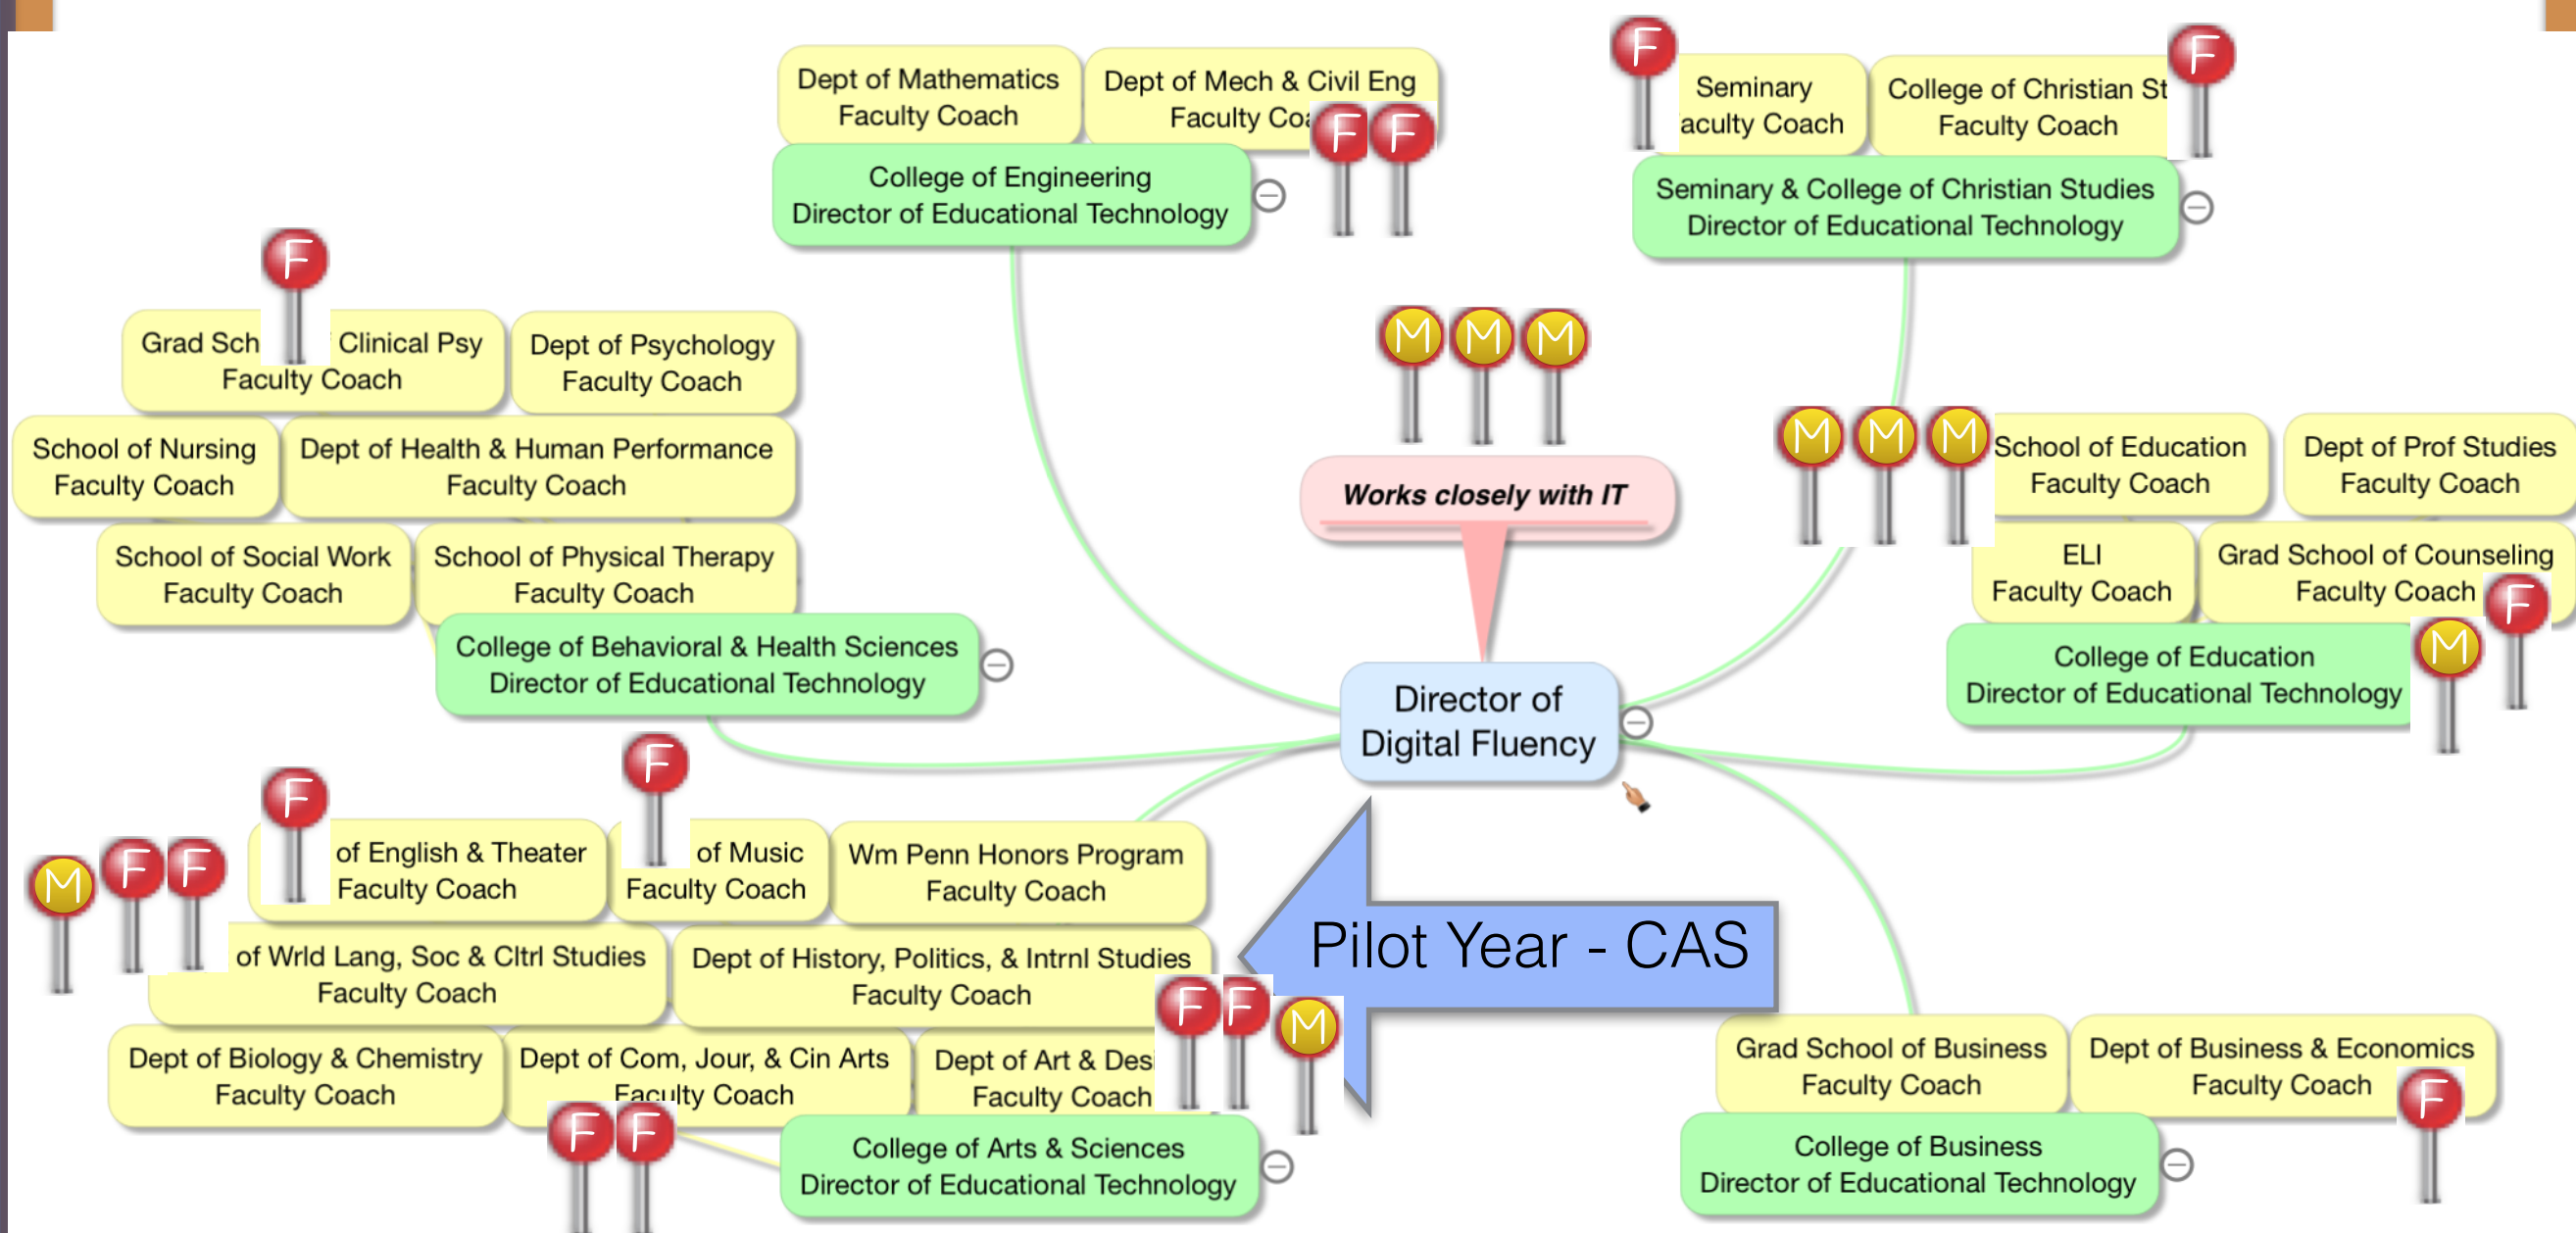 Dept of Mathematics
Faculty Coach
Dept of Mech & Civil Eng
Faculty
F F
College of Engineering
Director of Educational Technology
F
Seminary
Coach
F
College of Christian
Faculty Coach
Seminary & College of Christian Studies
Director of Educational Technology
F
Grad Clinical Psy
Faculty Coach
Dept of Psychology
Faculty Coach
School of Nursing
Faculty Coach
Dept of Health & Human Performance
Faculty Coach
School of Social Work
Faculty Coach
School of Physical Therapy
Faculty Coach
College of Behavioral & Health Sciences
Director of Educational Technology
M M M
Works closely with IT
Director of
Digital Fluency
M M M
School of Education
Faculty Coach
Dept of Prof Studies
Faculty Coach
ELI
Faculty Coach
Grad School of Counseling
Faculty Coach
F
M
College of Education
Director of Educational Technology
F
F
M F F
of English & Theater
Faculty Coach
of Music
Faculty Coach
Wm Penn Honors Program
Faculty Coach
of Wrld Lang, Soc & Cltrl Studies
Faculty Coach
Dept of History, Politics, & Intrnl Studies
Faculty Coach
F F M
Dept of Biology & Chemistry
Faculty Coach
Dept of Com, Jour, & Cin Arts
Faculty Coach
Dept of Art &
Faculty Coach
F F
College of Arts & Sciences
Director of Educational Technology
Pilot Year - CAS
Grad School of Business
Faculty Coach
Dept of Business & Economics
Faculty Coach
F
College of Business
Director of Educational Technology